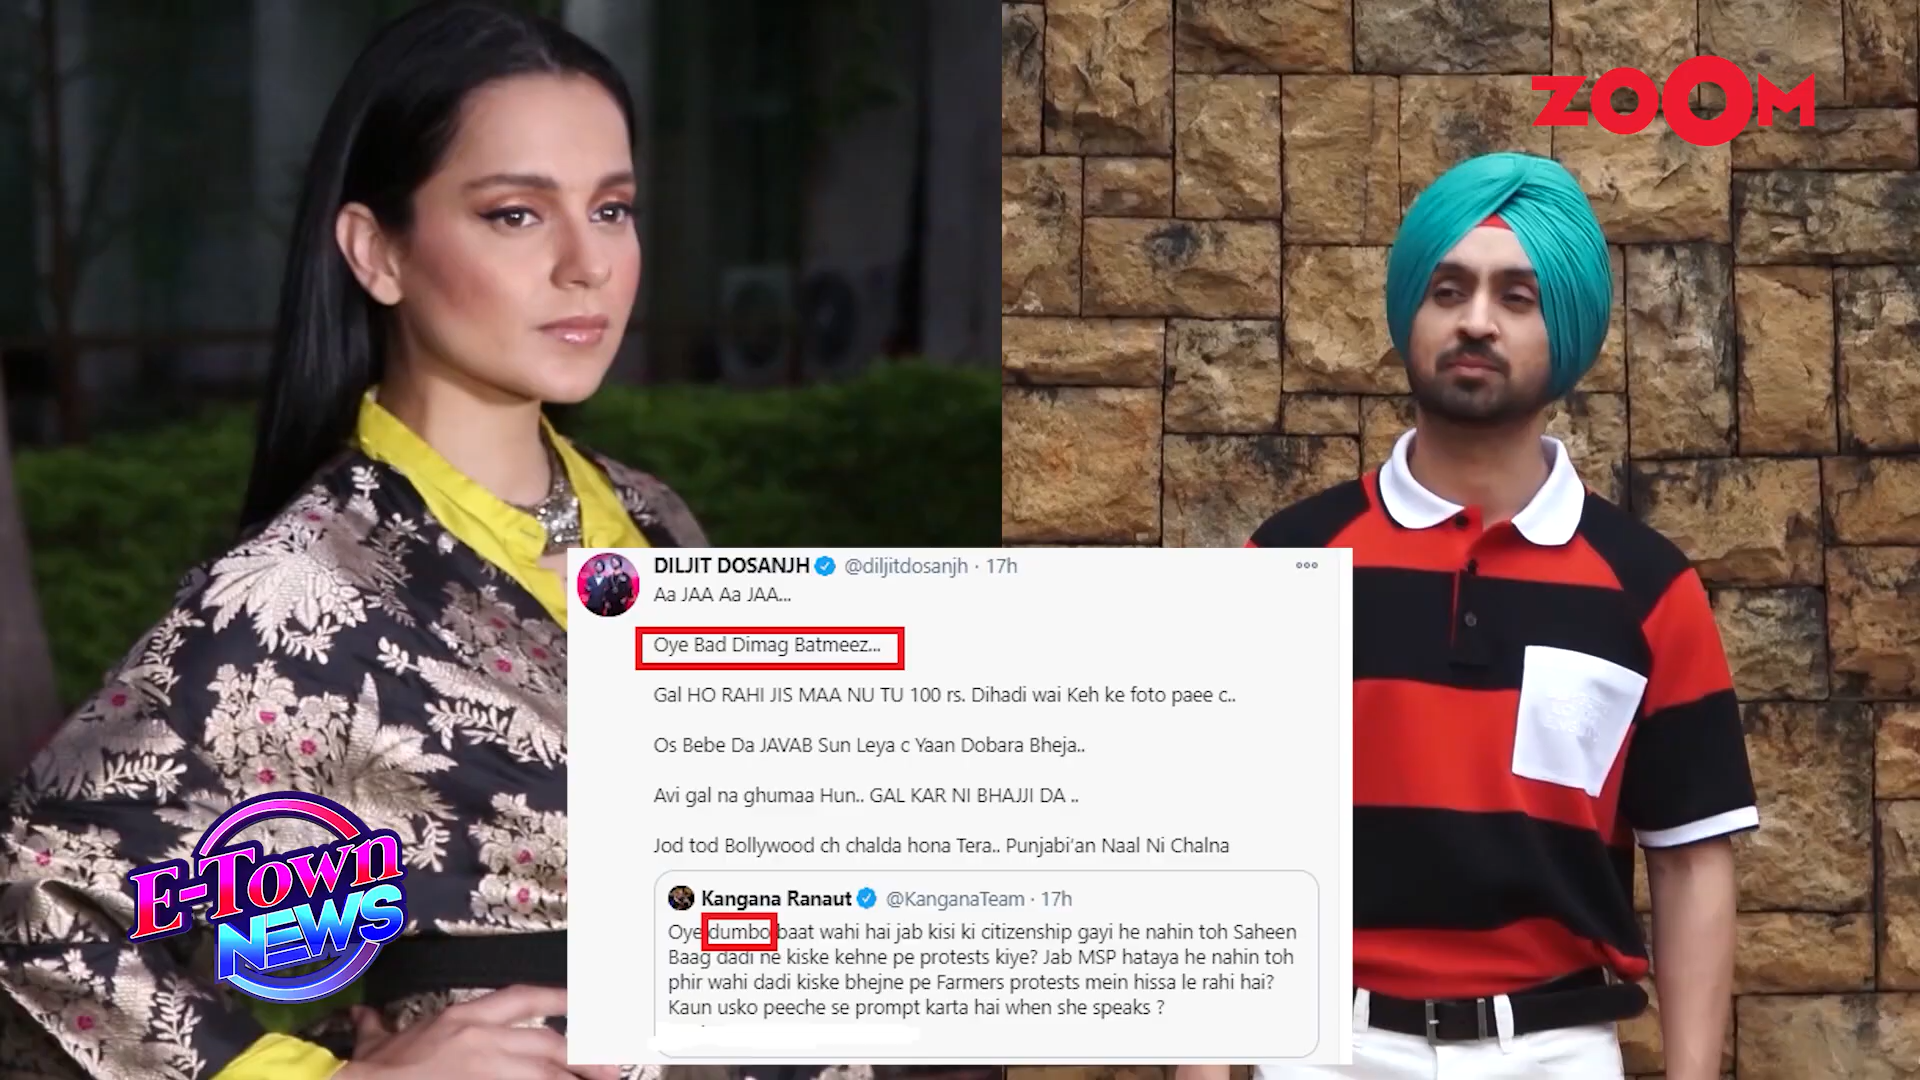 ZOOM
DILJIT DOSANJH @diljitdosanjh · 17h
Aa JAA Aa JAA...
Oye Bad Dimag Batmeez...
Gal HO RAHI JIS MAA NU TU 100 rs. Dihadi wai Keh ke foto paee c..
Os Bebe Da JAVAB Sun Leya c Yaan Dobara Bheja..
Avi gal na ghumaa Hun.. GAL KAR NI BHAJJI DA ..
Jod tod Bollywood ch chalda hona Tera.. Punjabi’an Naal Ni Chalna
Kangana Ranaut @KanganaTeam · 17h
Oye dumbo baat wahi hai jab kisi ki citizenship gayi he nahin toh Saheen
Baag dadi ne kiske kehne pe protests kiye? Jab MSP hataya he nahin toh
phir wahi dadi kiske bhejne pe Farmers protests mein hissa le rahi hai?
Kaun usko peeche se prompt karta hai when she speaks ?
E-Town
NEWS